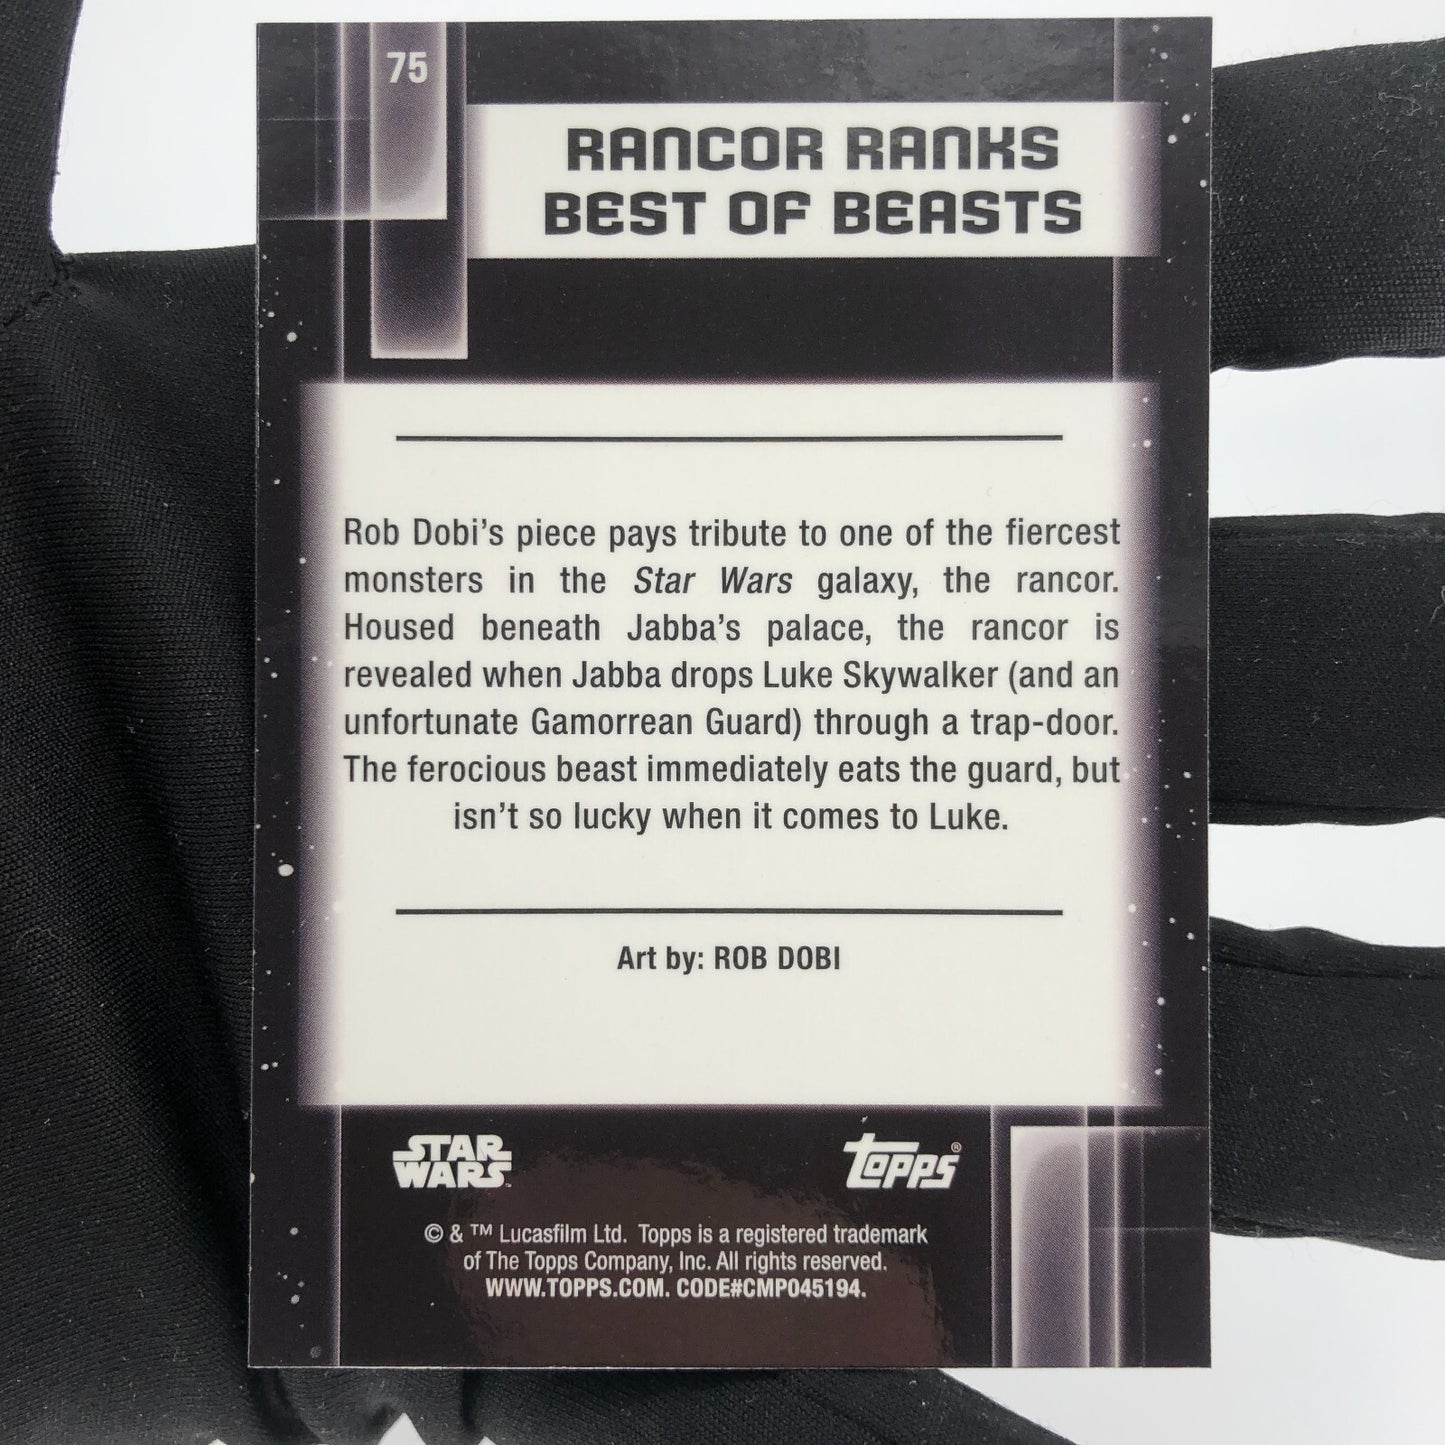 75
RANCOR RANKS
BEST OF BEASTS
Rob Dobi's piece pays tribute to one of the fiercest
monsters in the Star Wars galaxy, the rancor.
Housed beneath Jabba's palace, the rancor is
revealed when Jabba drops Luke Skywalker (and an
unfortunate Gamorrean Guard) through a trap-door.
The ferocious beast immediately eats the guard, but
isn't so lucky when it comes to Luke.
Art by: ROB DOBI
STAR
WARS™
Topps®
© & ™ Lucasfilm Ltd. Topps is a registered trademark
of The Topps Company, Inc. All rights reserved.
WWW.TOPPS.COM. CODE#CMP045194.